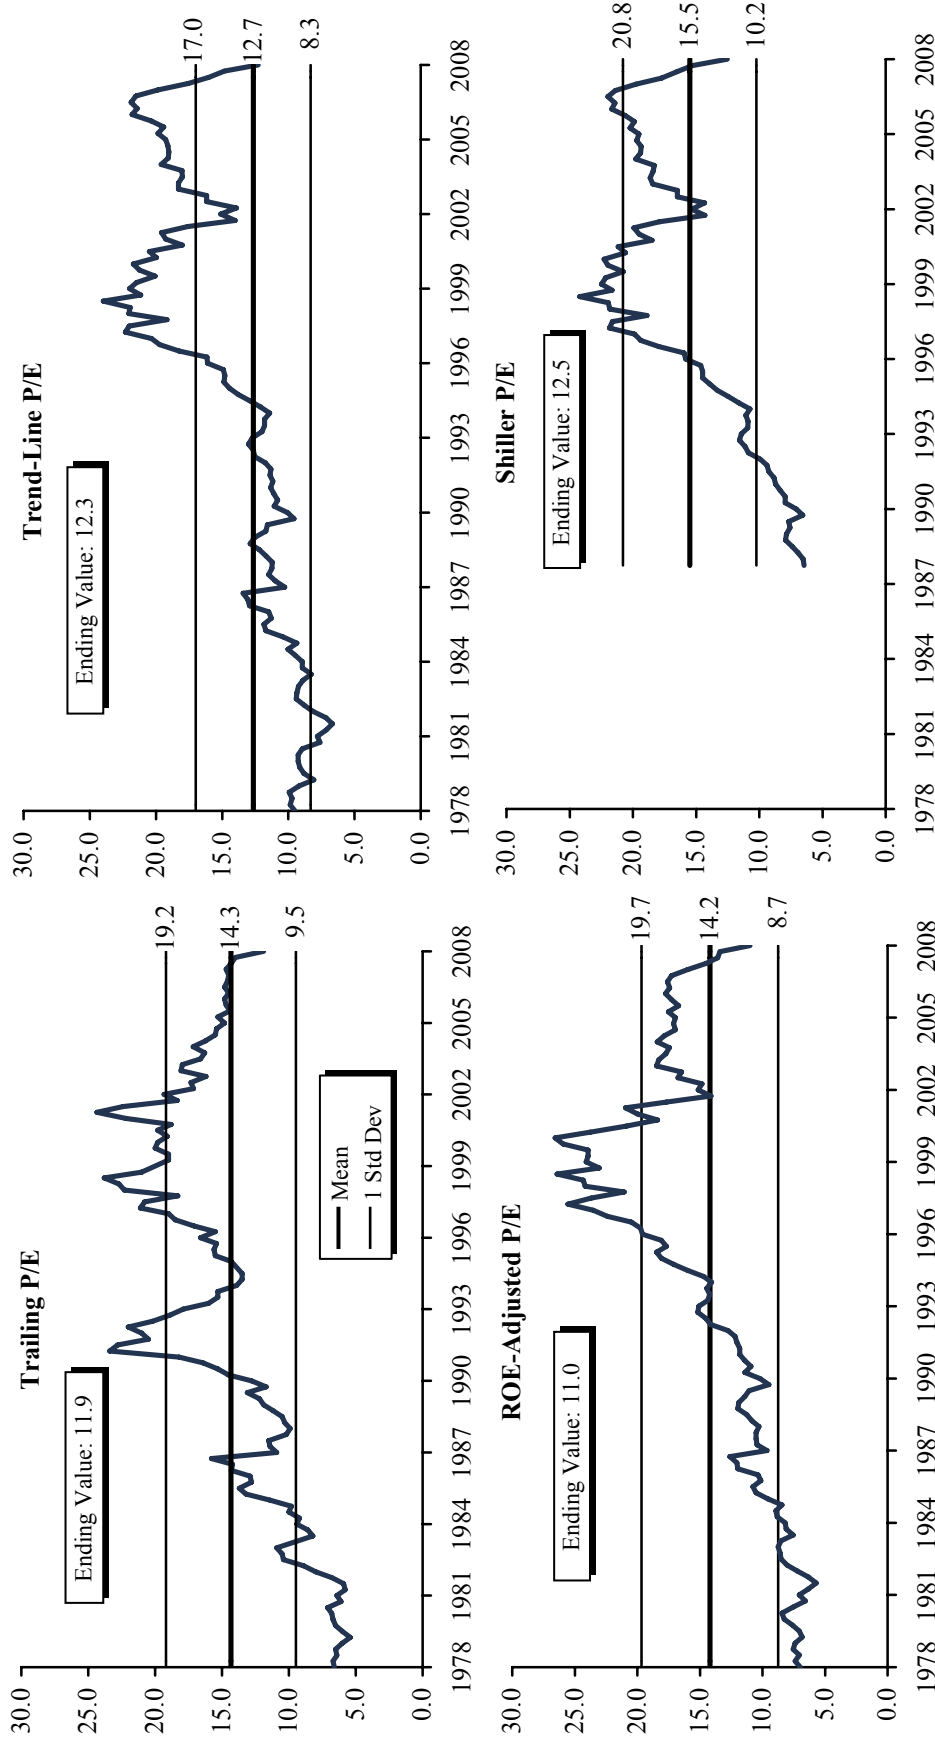 Trailing P/E
30.0
25.0
20.0
15.0
10.0
5.0
0.0
Ending Value: 11.9
19.2
14.3
9.5
Mean
1 Std Dev
1978 1981 1984 1987 1990 1993 1996 1999 2002 2005 2008
Trend-Line P/E
30.0
25.0
20.0
15.0
10.0
5.0
0.0
Ending Value: 12.3
17.0
12.7
8.3
1978 1981 1984 1987 1990 1993 1996 1999 2002 2005 2008
ROE-Adjusted P/E
30.0
25.0
20.0
15.0
10.0
5.0
0.0
Ending Value: 11.0
19.7
14.2
8.7
1978 1981 1984 1987 1990 1993 1996 1999 2002 2005 2008
Shiller P/E
30.0
25.0
20.0
15.0
10.0
5.0
0.0
Ending Value: 12.5
20.8
15.5
10.2
1978 1981 1984 1987 1990 1993 1996 1999 2002 2005 2008